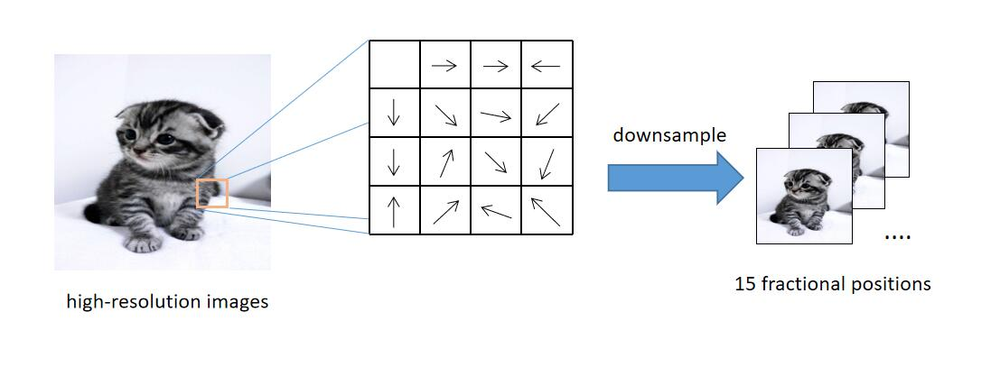 downsample
....
15 fractional positions
high-resolution images